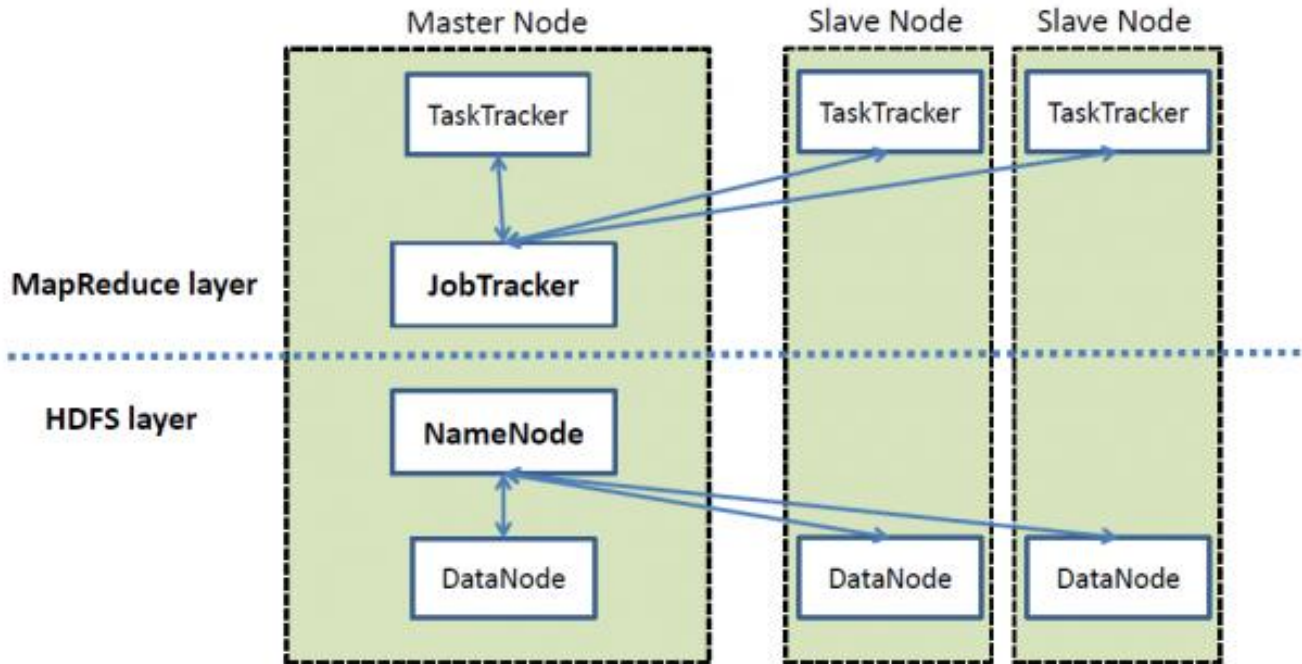 Master Node
Slave Node
Slave Node
TaskTracker
TaskTracker
TaskTracker
MapReduce layer
JobTracker
HDFS layer
NameNode
DataNode
DataNode
DataNode